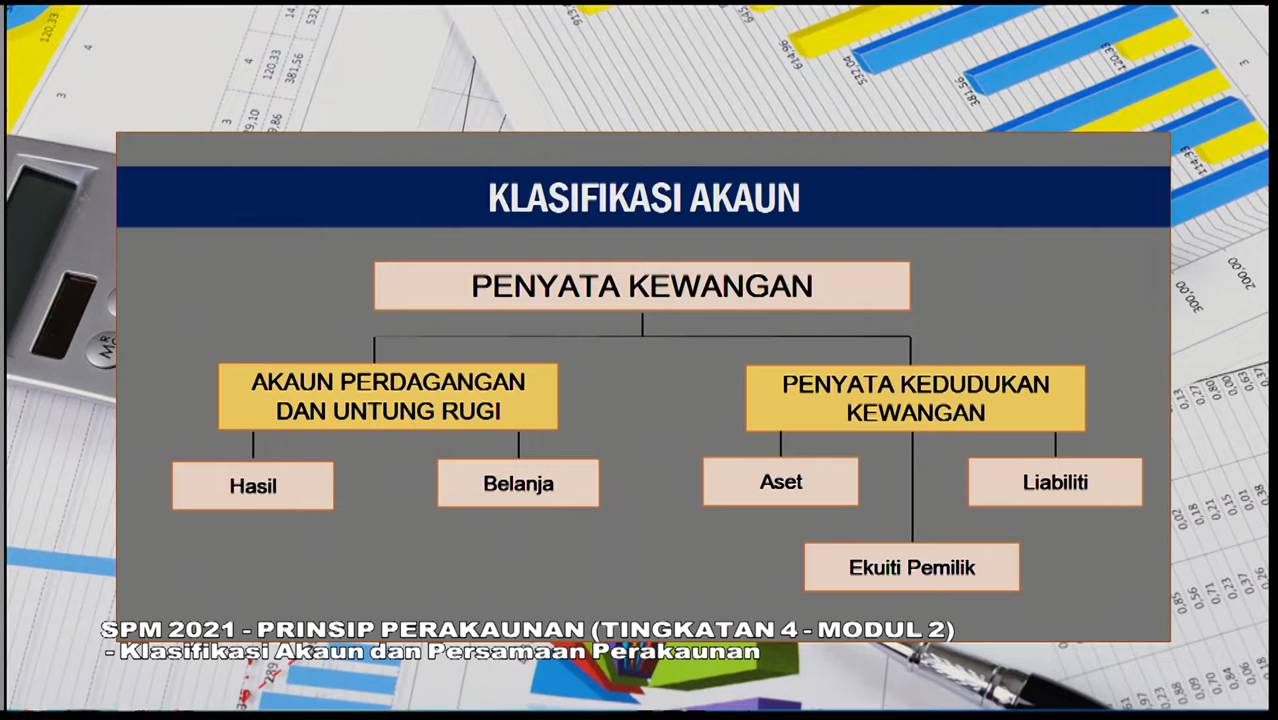 KLASIFIKASI AKAUN
PENYATA KEWANGAN
AKAUN PERDAGANGAN
DAN UNTUNG RUGI
PENYATA KEDUDUKAN
KEWANGAN
Hasil
Belanja
Aset
Liabiliti
Ekuiti Pemilik
SPM 2021 - PRINSIP PERAKAUNAN (TINGKATAN 4 - MODUL 2)
- Klasifikasi Akaun dan Persamaan Perakaunan